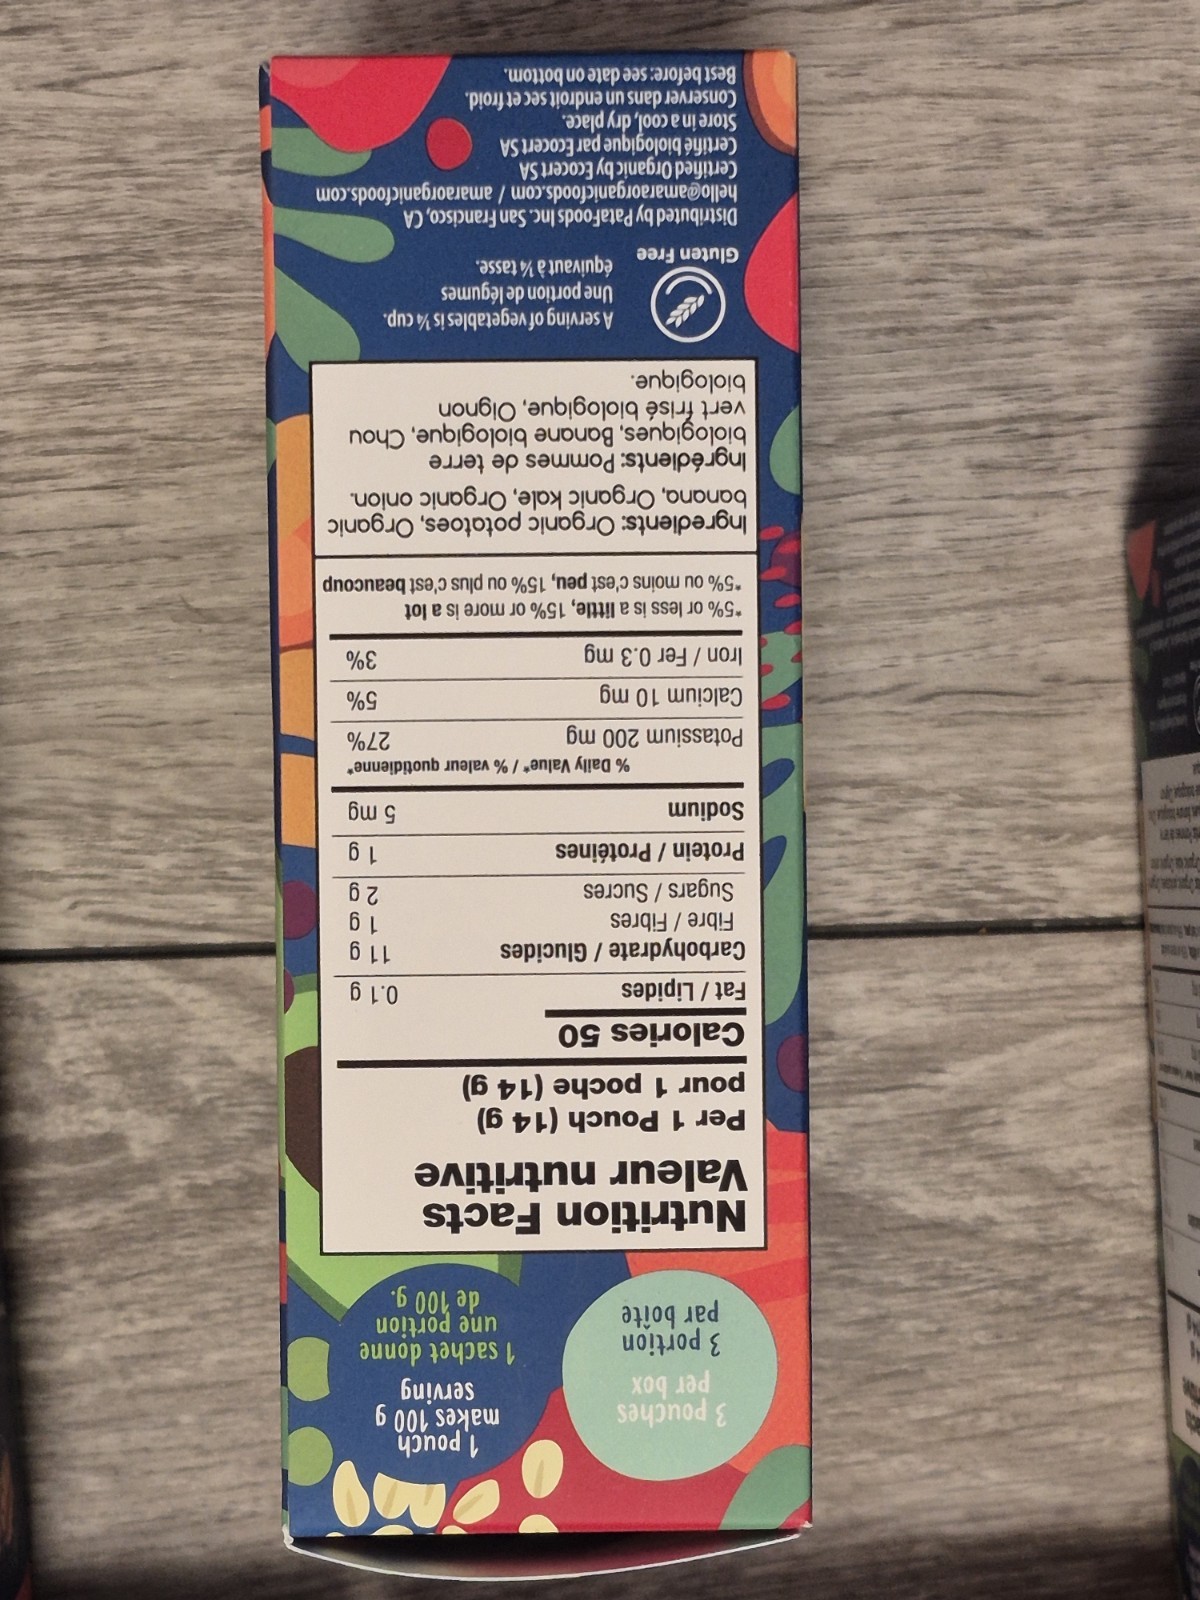 3 pouches
per box
3 portion
par boîte
1 pouch
makes 100 g
serving
1 sachet donne
une portion
de 100 g.
Nutrition Facts
Valeur nutritive
Per 1 Pouch (14 g)
pour 1 poche (14 g)
Calories 50
Fat / Lipides 0.1 g
Carbohydrate / Glucides 11 g
Fibre / Fibres 1 g
Sugars / Sucres 2 g
Protein / Protéines 1 g
Sodium 5 mg
% Daily Value* / % valeur quotidienne*
Potassium 200 mg 27%
Calcium 10 mg 5%
Iron / Fer 0.3 mg 3%
*5% or less is a little, 15% or more is a lot
*5% ou moins c'est peu, 15% ou plus c'est beaucoup
Ingredients: Organic potatoes, Organic
banana, Organic kale, Organic onion.
Ingrédients: Pommes de terre
biologiques, Banane biologique, Chou
vert frisé biologique, Oignon
biologique.
Gluten Free
A serving of vegetables is ¼ cup.
Une portion de légumes
équivaut à ¼ tasse.
Distributed by PataFoods Inc. San Francisco, CA
hello@amaraorganicfoods.com / amaraorganicfoods.com
Certified Organic by Ecocert SA
Certifié biologique par Ecocert SA
Store in a cool, dry place.
Conserver dans un endroit sec et froid.
Best before: see date on bottom.